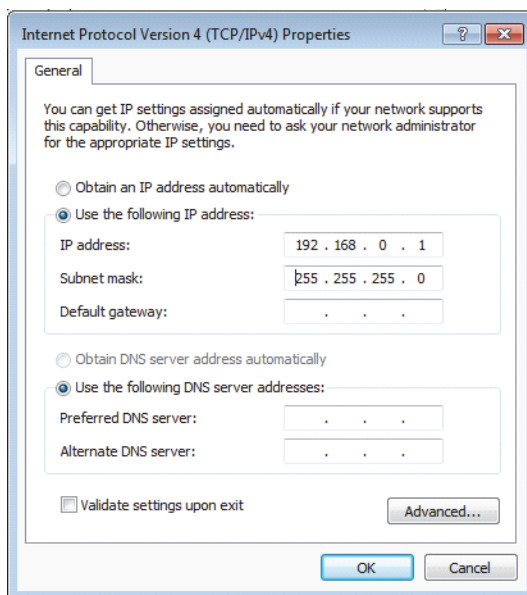 Internet Protocol Version 4 (TCP/IPv4) Properties
General
You can get IP settings assigned automatically if your network supports
this capability. Otherwise, you need to ask your network administrator
for the appropriate IP settings.
Obtain an IP address automatically
Use the following IP address:
IP address: 192 . 168 . 0 . 1
Subnet mask: 255 . 255 . 255 . 0
Default gateway: . . .
Obtain DNS server address automatically
Use the following DNS server addresses:
Preferred DNS server: . . .
Alternate DNS server: . . .
Validate settings upon exit
Advanced...
OK Cancel